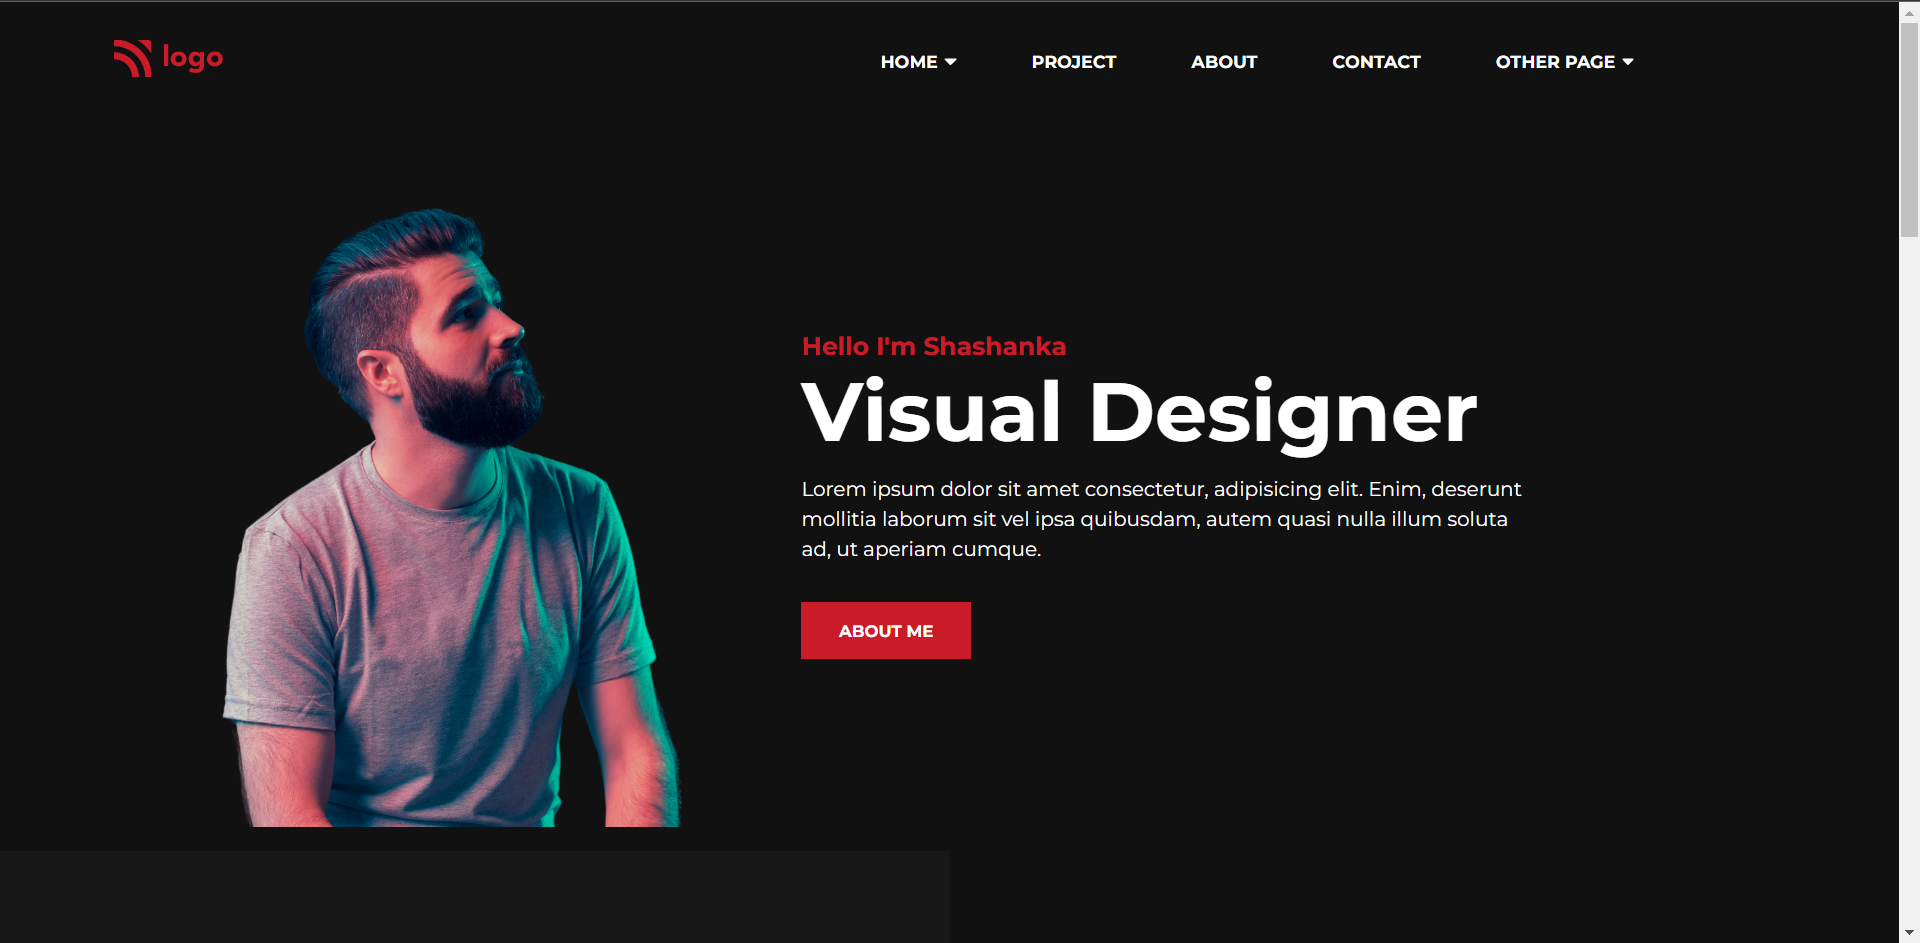 logo
HOME
PROJECT
ABOUT
CONTACT
OTHER PAGE
Hello I'm Shashanka
Visual Designer
Lorem ipsum dolor sit amet consectetur, adipisicing elit. Enim, deserunt
mollitia laborum sit vel ipsa quibusdam, autem quasi nulla illum soluta
ad, ut aperiam cumque.
ABOUT ME